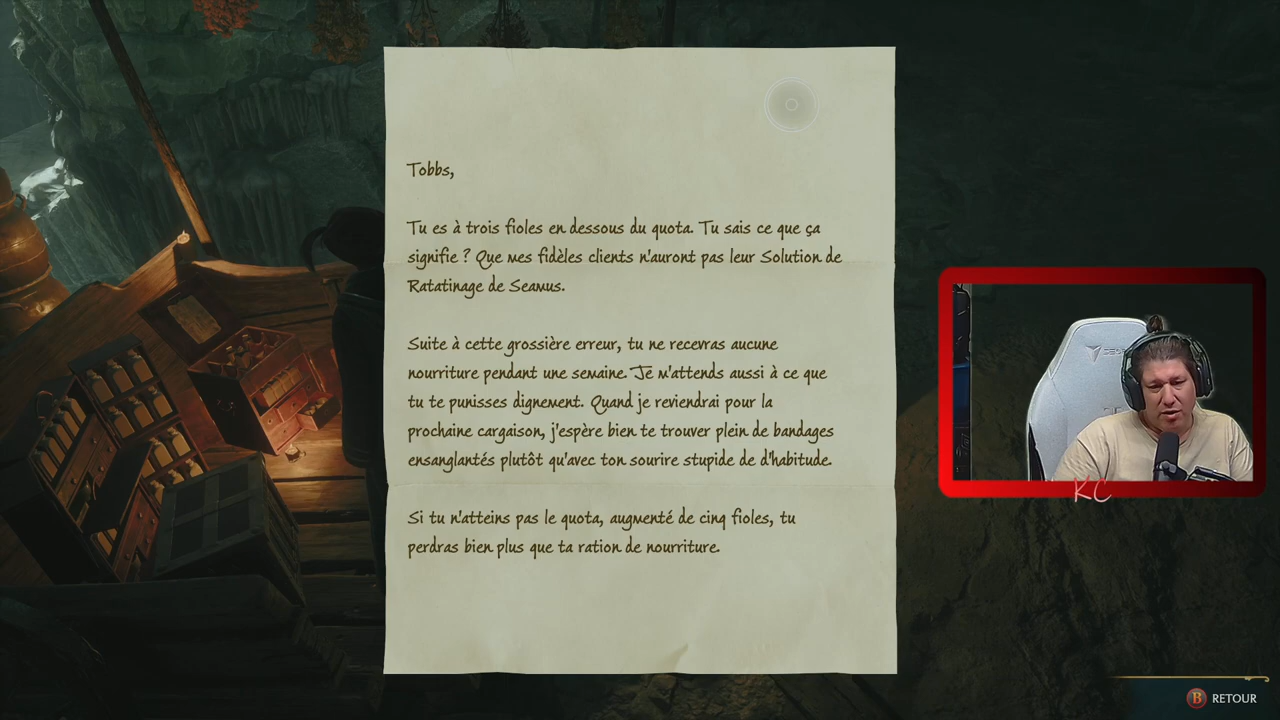 Tobbs,
Tu es à trois fioles en dessous du quota. Tu sais ce que ça
signifie ? Que mes fidèles clients n'auront pas leur Solution de
Ratatinage de Seamus.
Suite à cette grossière erreur, tu ne recevras aucune
nourriture pendant une semaine. Je m'attends aussi à ce que
tu te punisses dignement. Quand je reviendrai pour la
prochaine cargaison, j'espère bien te trouver plein de bandages
ensanglantés plutôt qu'avec ton sourire stupide de d'habitude.
Si tu n'atteins pas le quota, augmenté de cinq fioles, tu
perdras bien plus que ta ration de nourriture.
KC
B RETOUR